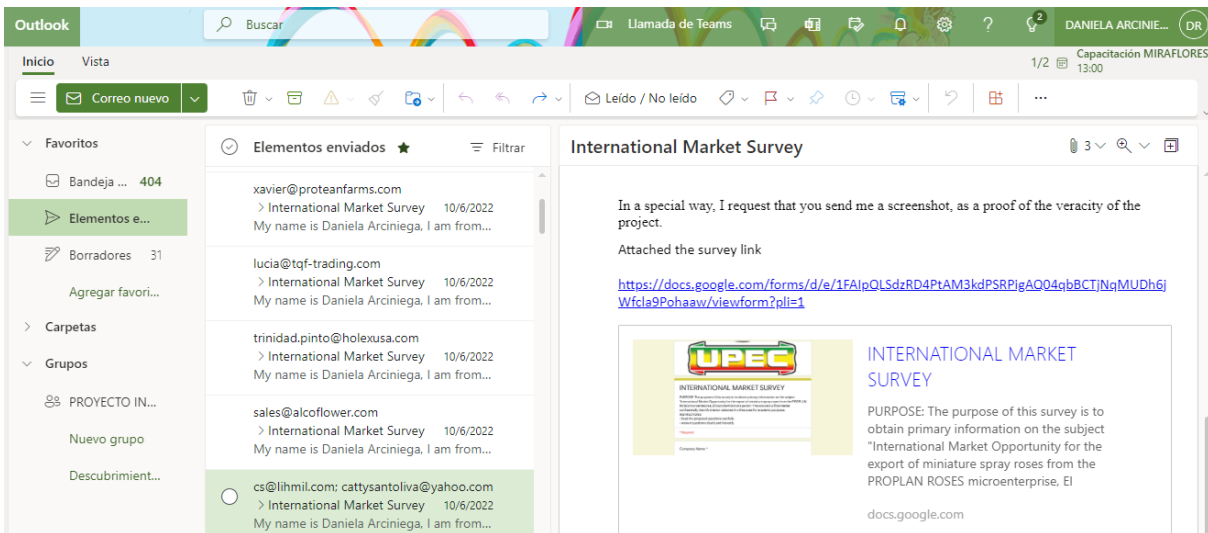 Outlook
Buscar
Llamada de Teams
2
DANIELA ARCINIE...
DR
Inicio
Vista
1/2
Capacitación MIRAFLORES
13:00
Correo nuevo
Leído / No leído
...
Favoritos
Bandeja ... 404
Elementos e...
Borradores 31
Agregar favori...
Carpetas
Grupos
PROYECTO IN...
Nuevo grupo
Descubrimient...
Elementos enviados
Filtrar
xavier@proteanfarms.com
> International Market Survey 10/6/2022
My name is Daniela Arciniega, I am from...
lucia@tqf-trading.com
> International Market Survey 10/6/2022
My name is Daniela Arciniega, I am from...
trinidad.pinto@holexusa.com
> International Market Survey 10/6/2022
My name is Daniela Arciniega, I am from...
sales@alcoflower.com
> International Market Survey 10/6/2022
My name is Daniela Arciniega, I am from...
cs@lihmil.com; cattysantoliva@yahoo.com
> International Market Survey 10/6/2022
My name is Daniela Arciniega, I am from...
International Market Survey
3
In a special way, I request that you send me a screenshot, as a proof of the veracity of the
project.
Attached the survey link
https://docs.google.com/forms/d/e/1FAIpQLSdzRD4PtAM3kdPSRPigAQ04qbBCTjNqMUDh6j
Wfcla9Pohaaw/viewform?pli=1
UPEC
INTERNATIONAL MARKET SURVEY
Company Name *
INTERNATIONAL MARKET
SURVEY
PURPOSE: The purpose of this survey is to
obtain primary information on the subject
"International Market Opportunity for the
export of miniature spray roses from the
PROPLAN ROSES microenterprise, El
docs.google.com